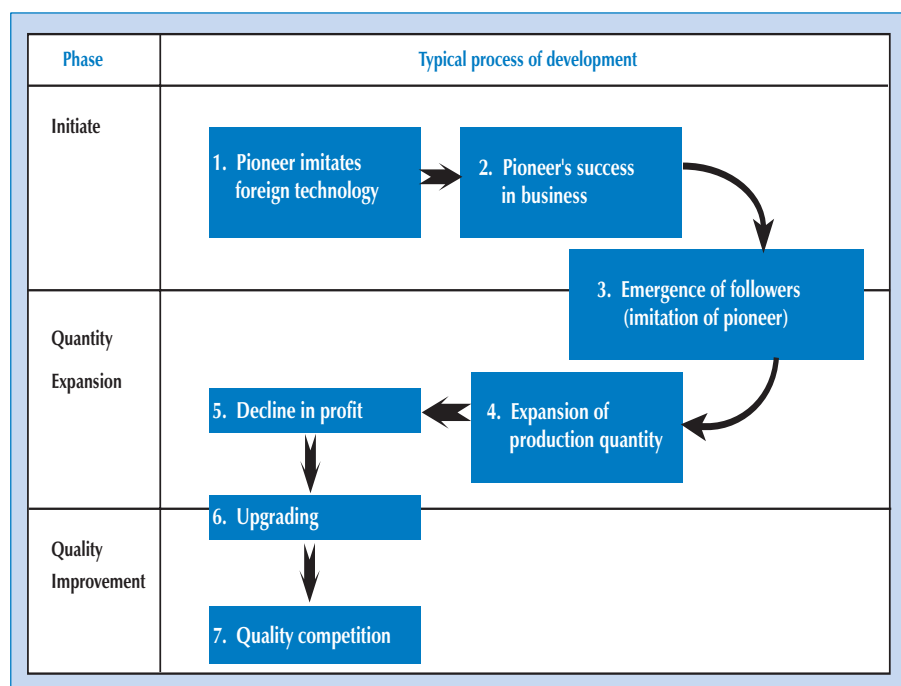 Phase
Typical process of development
Initiate
1. Pioneer imitates
foreign technology
2. Pioneer's success
in business
3. Emergence of followers
(imitation of pioneer)
Quantity
Expansion
4. Expansion of
production quantity
5. Decline in profit
6. Upgrading
Quality
Improvement
7. Quality competition